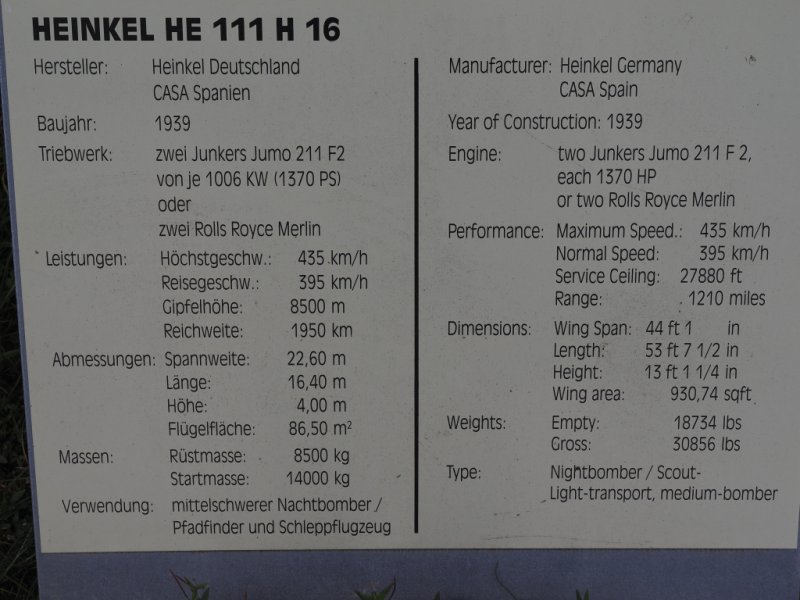 HEINKEL HE 111 H 16
Hersteller: Heinkel Deutschland
CASA Spanien
Baujahr: 1939
Triebwerk: zwei Junkers Jumo 211 F2
von je 1006 KW (1370 PS)
oder
zwei Rolls Royce Merlin
Leistungen: Höchstgeschw.: 435 km/h
Reisegeschw.: 395 km/h
Gipfelhöhe: 8500 m
Reichweite: 1950 km
Abmessungen: Spannweite: 22,60 m
Länge: 16,40 m
Höhe: 4,00 m
Flügelfläche: 86,50 m²
Massen: Rüstmasse: 8500 kg
Startmasse: 14000 kg
Verwendung: mittelschwerer Nachtbomber /
Pfadfinder und Schleppflugzeug
Manufacturer: Heinkel Germany
CASA Spain
Year of Construction: 1939
Engine: two Junkers Jumo 211 F 2,
each 1370 HP
or two Rolls Royce Merlin
Performance: Maximum Speed.: 435 km/h
Normal Speed: 395 km/h
Service Ceiling: 27880 ft
Range: 1210 miles
Dimensions: Wing Span: 44 ft 1 in
Length: 53 ft 7 1/2 in
Height: 13 ft 1 1/4 in
Wing area: 930,74 sqft
Weights: Empty: 18734 lbs
Gross: 30856 lbs
Type: Nightbomber / Scout-
Light-transport, medium-bomber